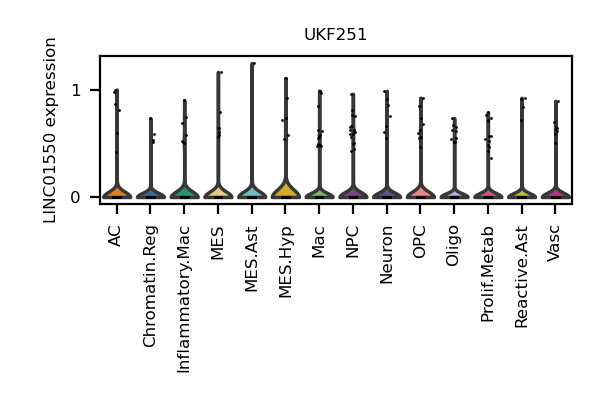 UKF251
LINC01550 expression
1
0
AC
Chromatin.Reg
Inflammatory.Mac
MES
MES.Ast
MES.Hyp
Mac
NPC
Neuron
OPC
Oligo
Prolif.Metab
Reactive.Ast
Vasc